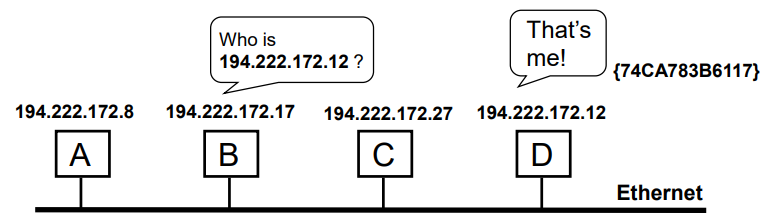 Who is
194.222.172.12 ?
That's
me!
{74CA783B6117}
194.222.172.8
194.222.172.17
194.222.172.27
194.222.172.12
A
B
C
D
Ethernet